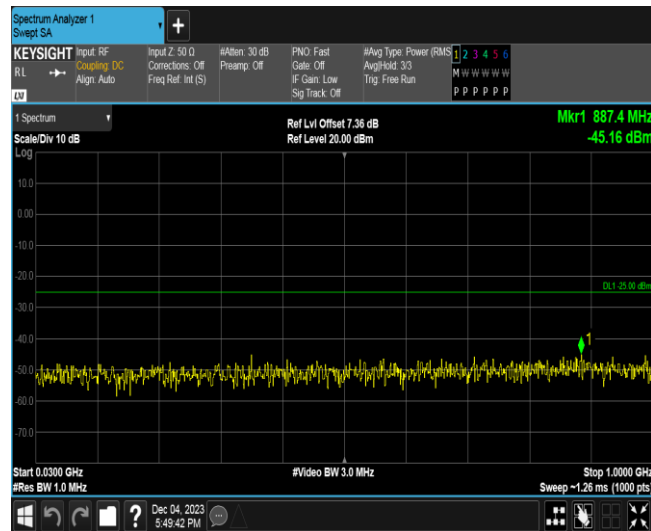 Spectrum Analyzer 1
Swept SA
+
KEYSIGHT
RL
LXI
Input: RF
Coupling: DC
Align: Auto
Input Z: 50 Ω
Corrections: Off
Freq Ref: Int (S)
#Atten: 30 dB
Preamp: Off
PNO: Fast
Gate: Off
IF Gain: Low
Sig Track: Off
#Avg Type: Power (RMS
Avg|Hold: 3/3
Trig: Free Run
1 2 3 4 5 6
M W W W W W
P P P P P P
1 Spectrum
Scale/Div 10 dB
Log
Ref Lvl Offset 7.36 dB
Ref Level 20.00 dBm
Mkr1 887.4 MHz
-45.16 dBm
10.0
0.00
-10.0
-20.0
DL1 -25.00 dBm
-30.0
-40.0
1
-50.0
-60.0
-70.0
Start 0.0300 GHz
#Res BW 1.0 MHz
#Video BW 3.0 MHz
Stop 1.0000 GHz
Sweep ~1.26 ms (1000 pts)
?
Dec 04, 2023
5:49:42 PM